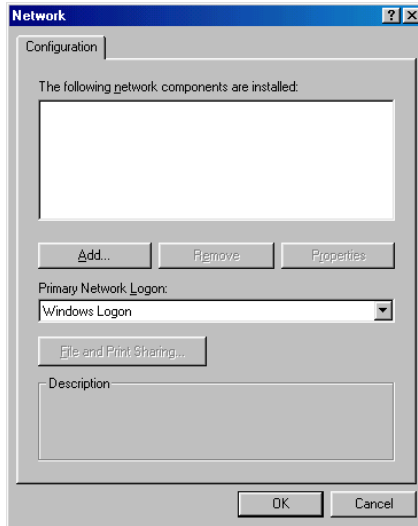 Network
Configuration
The following network components are installed:
Add... Remove Properties
Primary Network Logon:
Windows Logon
File and Print Sharing...
Description
OK Cancel